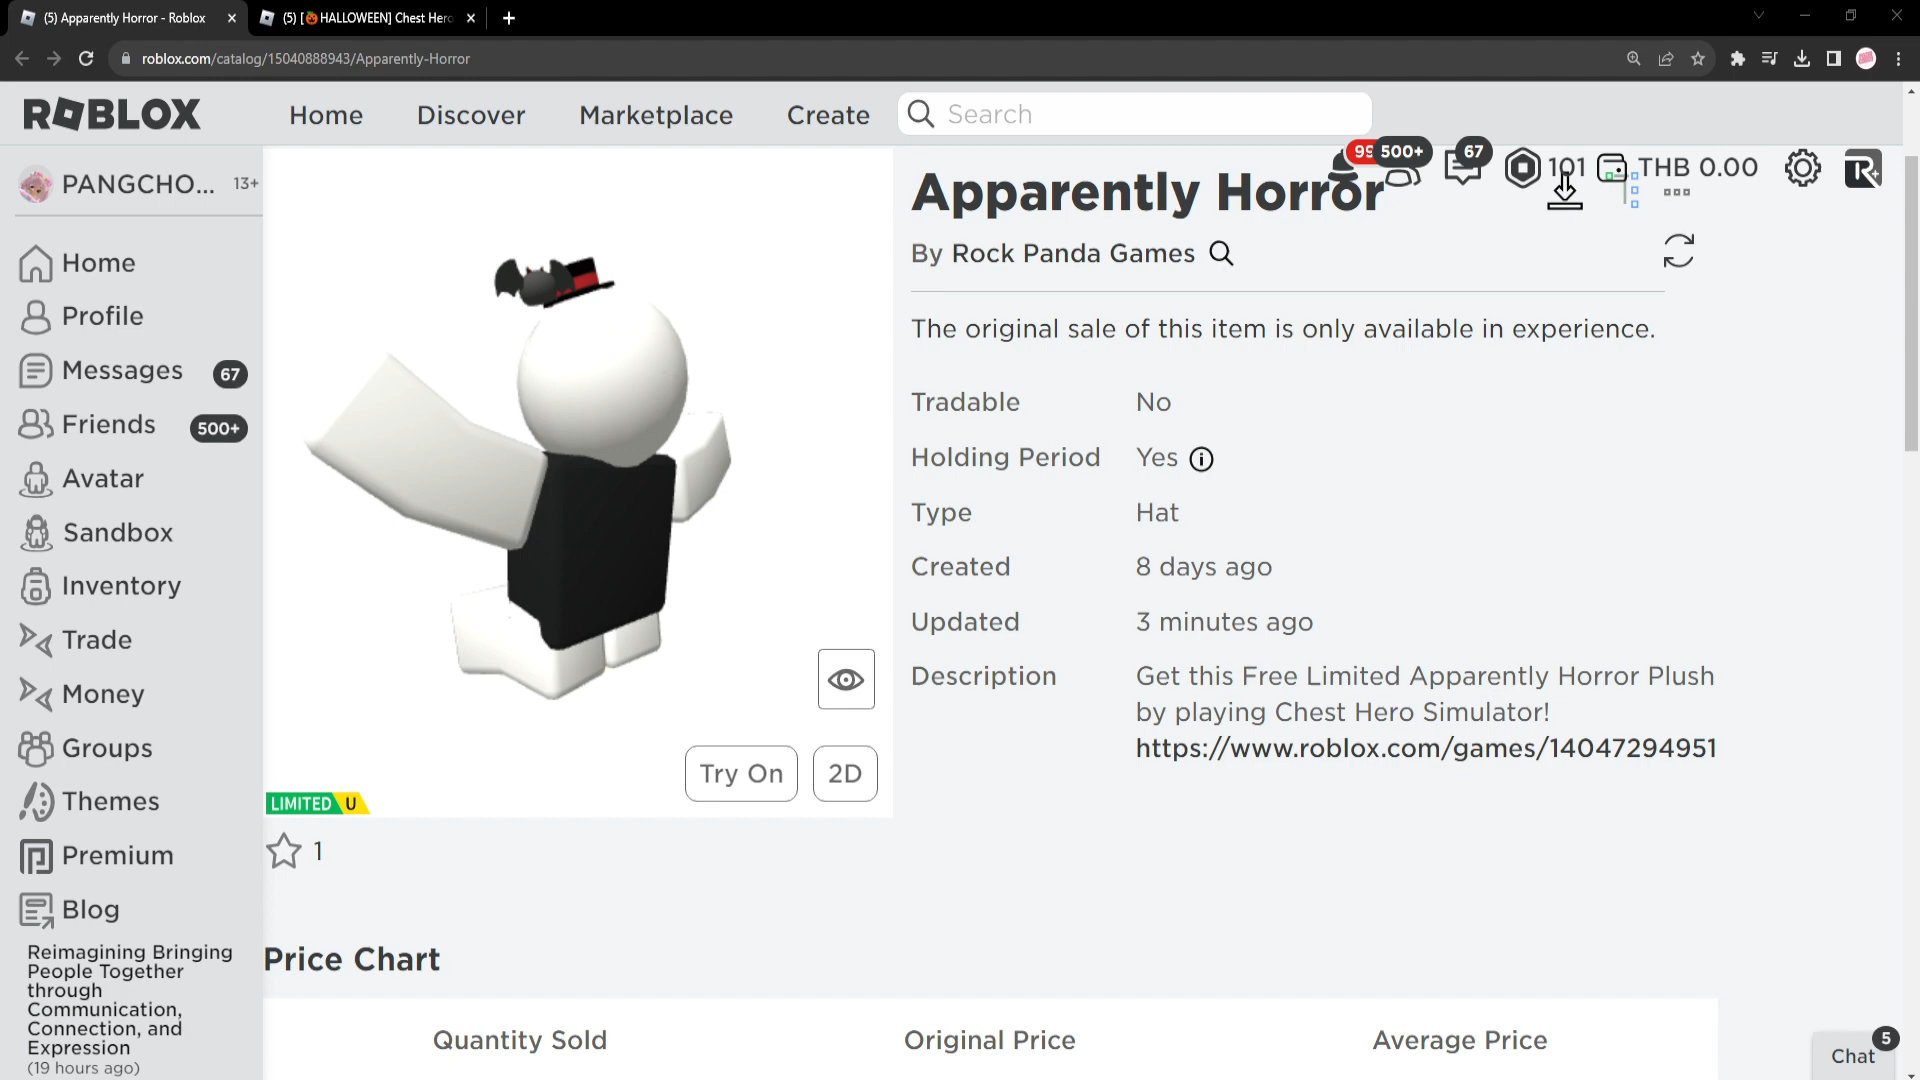 (5) Apparently Horror - Roblox
(5) [🎃HALLOWEEN] Chest Hero
roblox.com/catalog/15040888943/Apparently-Horror
ROBLOX
Home
Discover
Marketplace
Create
Search
99
500+
67
101
THB 0.00
PANGCHO...
13+
Home
Profile
Messages
67
Friends
500+
Avatar
Sandbox
Inventory
Trade
Money
Groups
Themes
Premium
Blog
Reimagining Bringing
People Together
through
Communication,
Connection, and
Expression
(19 hours ago)
Try On
2D
LIMITED U
1
Apparently Horror
By Rock Panda Games
The original sale of this item is only available in experience.
Tradable No
Holding Period Yes
Type Hat
Created 8 days ago
Updated 3 minutes ago
Description Get this Free Limited Apparently Horror Plush
by playing Chest Hero Simulator!
https://www.roblox.com/games/14047294951
Price Chart
Quantity Sold
Original Price
Average Price
Chat
5